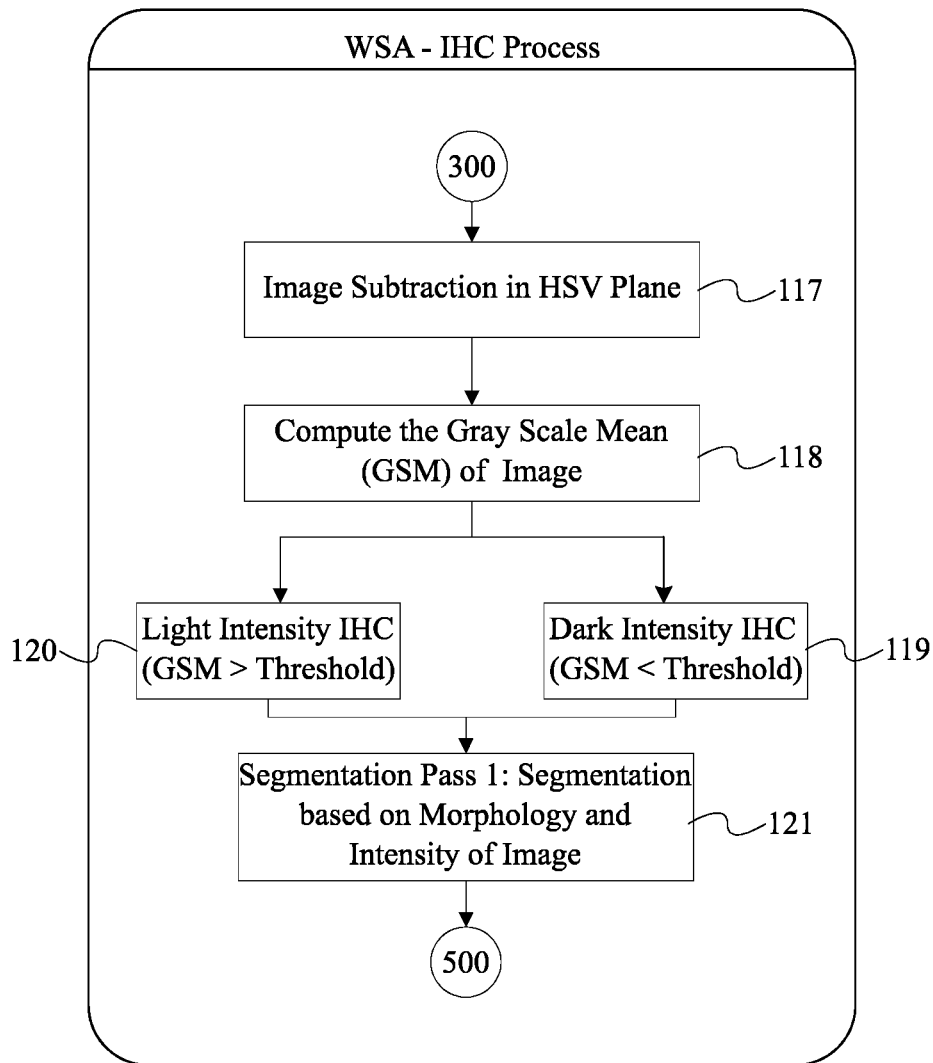 WSA - IHC Process
300
Image Subtraction in HSV Plane
117
Compute the Gray Scale Mean
(GSM) of Image
118
Light Intensity IHC
(GSM > Threshold)
120
Dark Intensity IHC
(GSM < Threshold)
119
Segmentation Pass 1: Segmentation
based on Morphology and
Intensity of Image
121
500